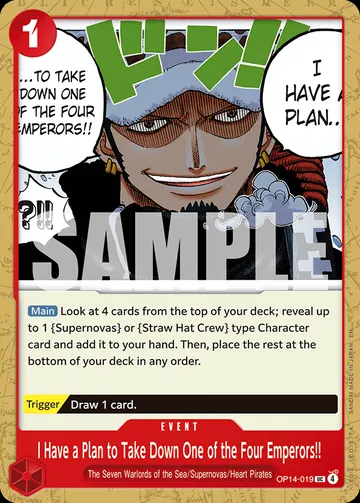 1
...TO TAKE
DOWN ONE
OF THE FOUR
EMPERORS!!
ドン!!
I
HAVE A
PLAN..
?!!
SAMPLE
Main Look at 4 cards from the top of your deck; reveal up
to 1 {Supernovas} or {Straw Hat Crew} type Character
card and add it to your hand. Then, place the rest at the
bottom of your deck in any order.
Trigger Draw 1 card.
EVENT
I Have a Plan to Take Down One of the Four Emperors!!
The Seven Warlords of the Sea/Supernovas/Heart Pirates
OP14-019 UC 4